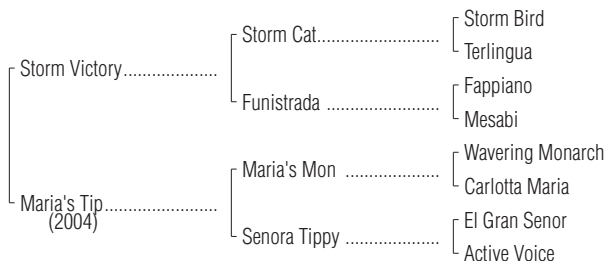 Storm Bird
Storm Cat..........................
Terlingua
Storm Victory....................
Fappiano
Funistrada ........................
Mesabi
Wavering Monarch
Maria's Mon ....................
Carlotta Maria
Maria's Tip........................
(2004)
El Gran Senor
Senora Tippy ....................
Active Voice